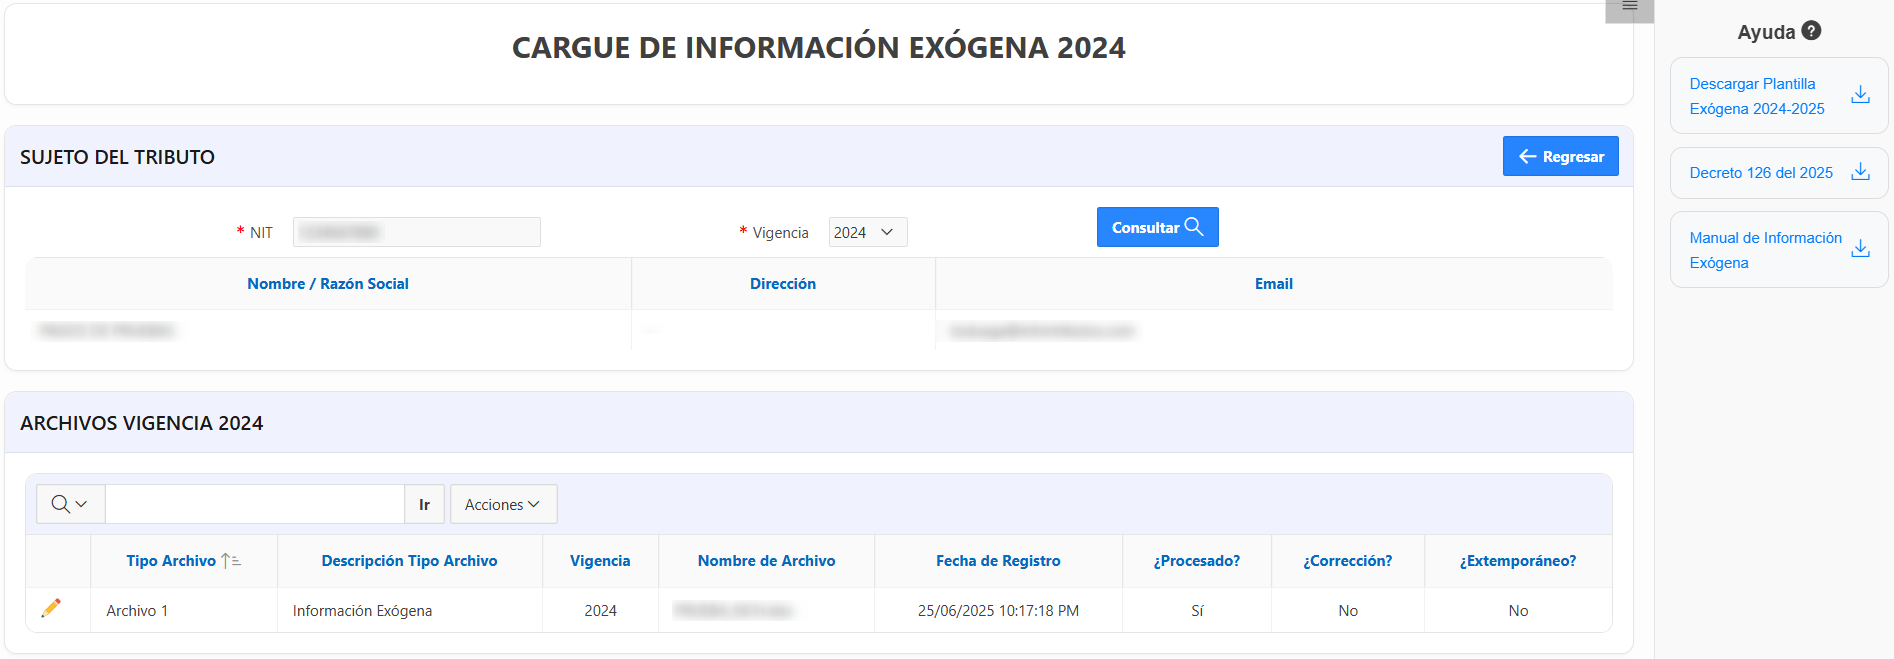 CARGUE DE INFORMACIÓN EXÓGENA 2024
SUJETO DEL TRIBUTO
Regresar
* NIT
* Vigencia 2024
Consultar
Nombre / Razón Social Dirección Email
ARCHIVOS VIGENCIA 2024
Ir Acciones
Tipo Archivo Descripción Tipo Archivo Vigencia Nombre de Archivo Fecha de Registro ¿Procesado? ¿Corrección? ¿Extemporáneo?
Archivo 1 Información Exógena 2024 25/06/2025 10:17:18 PM Sí No No
Ayuda ?
Descargar Plantilla
Exógena 2024-2025
Decreto 126 del 2025
Manual de Información
Exógena